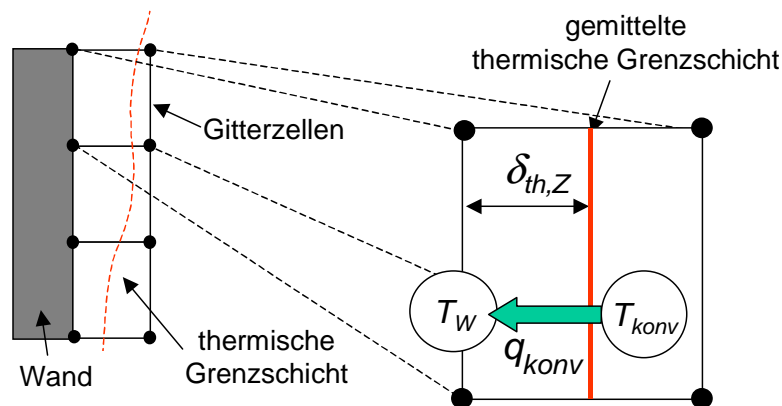 gemittelte
thermische Grenzschicht
Gitterzellen
δth,Z
TW
Tkonv
qkonv
thermische
Grenzschicht
Wand